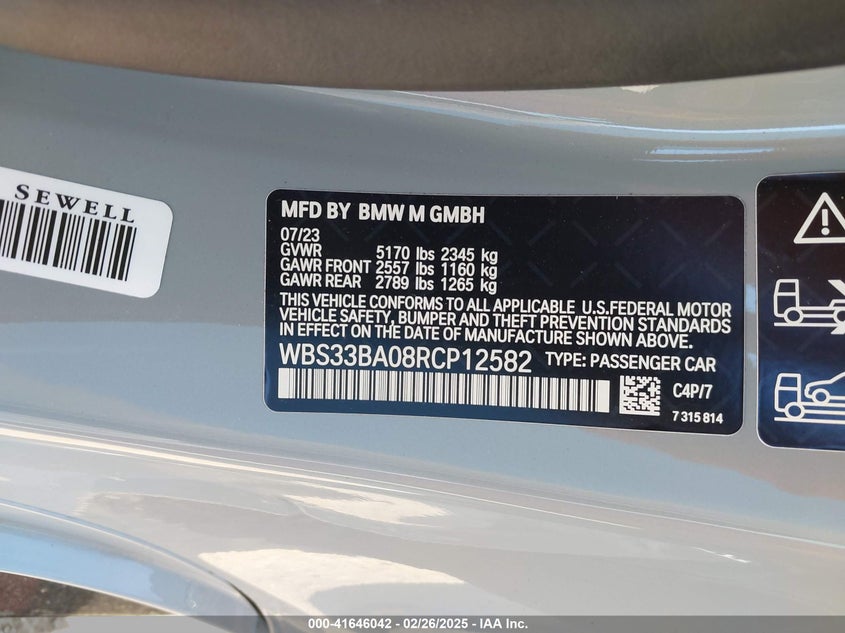 SEWELL
MFD BY BMW M GMBH
07/23
GVWR 5170 lbs 2345 kg
GAWR FRONT 2557 lbs 1160 kg
GAWR REAR 2789 lbs 1265 kg
THIS VEHICLE CONFORMS TO ALL APPLICABLE U.S.FEDERAL MOTOR
VEHICLE SAFETY, BUMPER AND THEFT PREVENTION STANDARDS
IN EFFECT ON THE DATE OF MANUFACTURE SHOWN ABOVE.
WBS33BA08RCP12582 TYPE: PASSENGER CAR
C4P/7
7 315 814
000-41646042 / 02/26/2025 - IAA Inc.